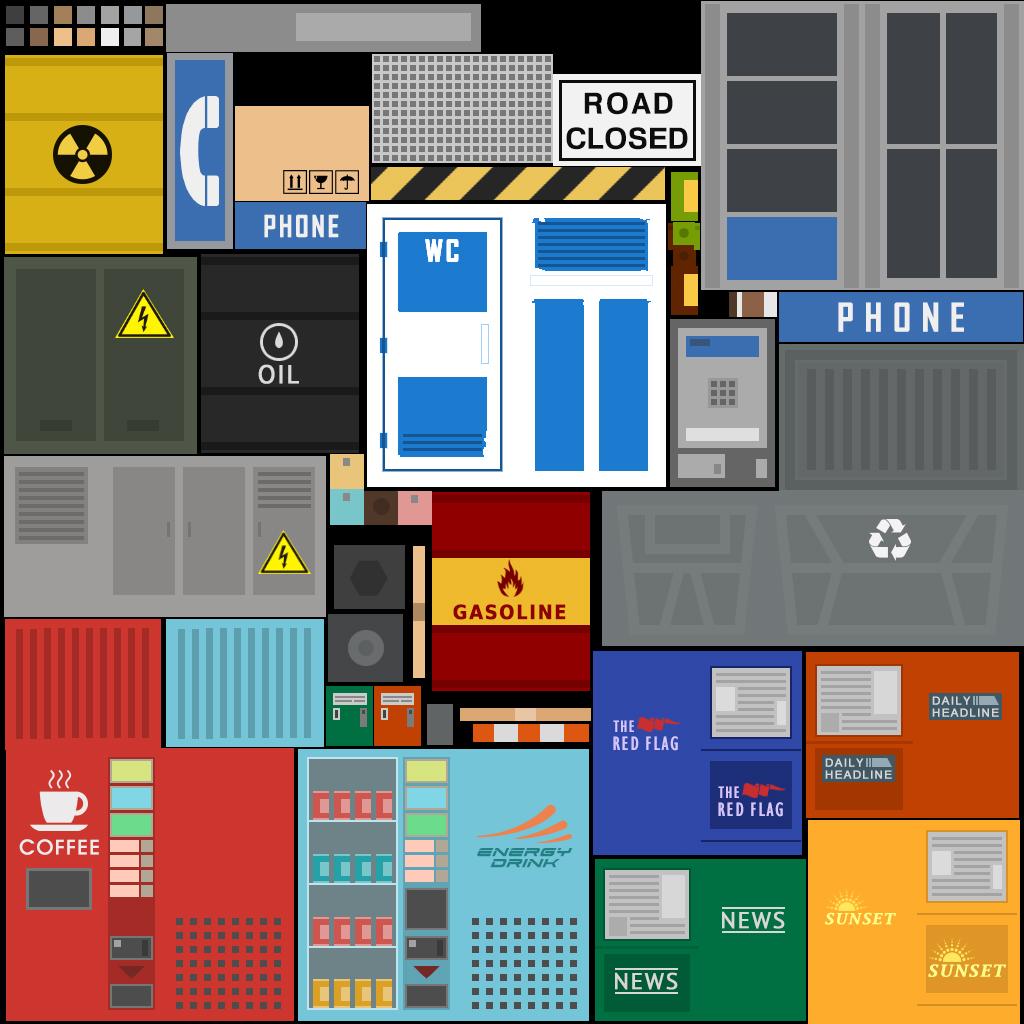 ROAD
CLOSED
PHONE
WC
PHONE
OIL
GASOLINE
THE
RED FLAG
THE
RED FLAG
DAILY
HEADLINE
DAILY
HEADLINE
COFFEE
ENERGY
DRINK
NEWS
NEWS
SUNSET
SUNSET